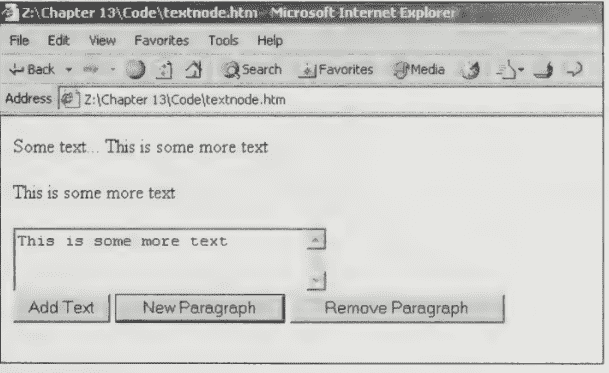 Z:\Chapter 13\Code\textnode.htm - Microsoft Internet Explorer
File Edit View Favorites Tools Help
Back Search Favorites Media
Address Z:\Chapter 13\Code\textnode.htm
Some text... This is some more text
This is some more text
This is some more text
Add Text New Paragraph Remove Paragraph